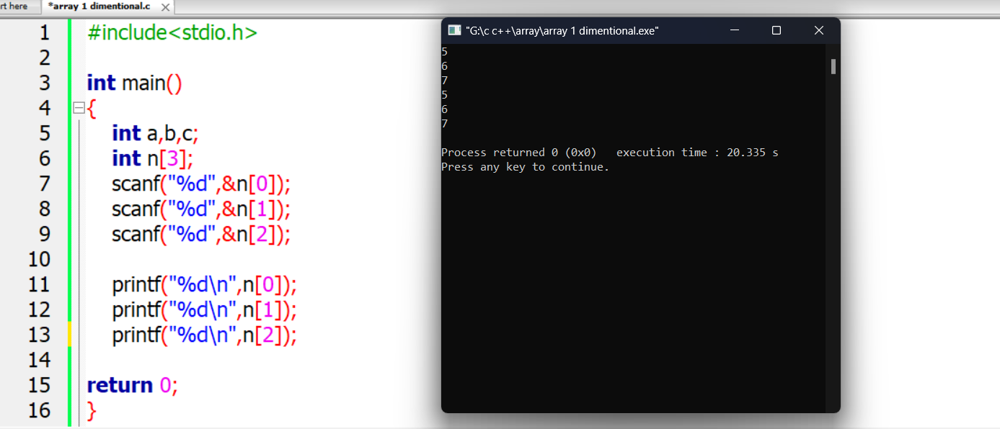 rt here
*array 1 dimentional.c
1 #include<stdio.h>
2
3 int main()
4 {
5 int a,b,c;
6 int n[3];
7 scanf("%d",&n[0]);
8 scanf("%d",&n[1]);
9 scanf("%d",&n[2]);
10
11 printf("%d\n",n[0]);
12 printf("%d\n",n[1]);
13 printf("%d\n",n[2]);
14
15 return 0;
16 }
"G:\c c++\array\array 1 dimentional.exe"
5
6
7
5
6
7
Process returned 0 (0x0)   execution time : 20.335 s
Press any key to continue.